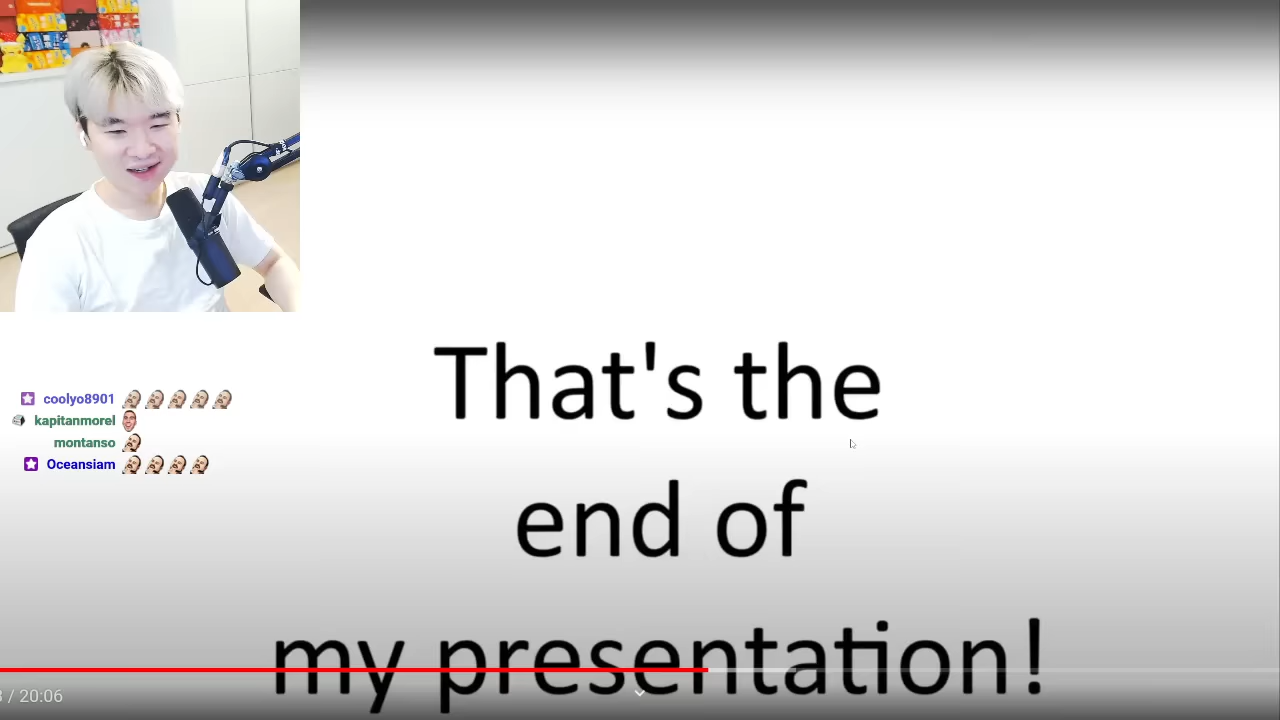 That's the
end of
my presentation!
coolyo8901
kapitanmorel
montanso
Oceansiam
/ 20:06